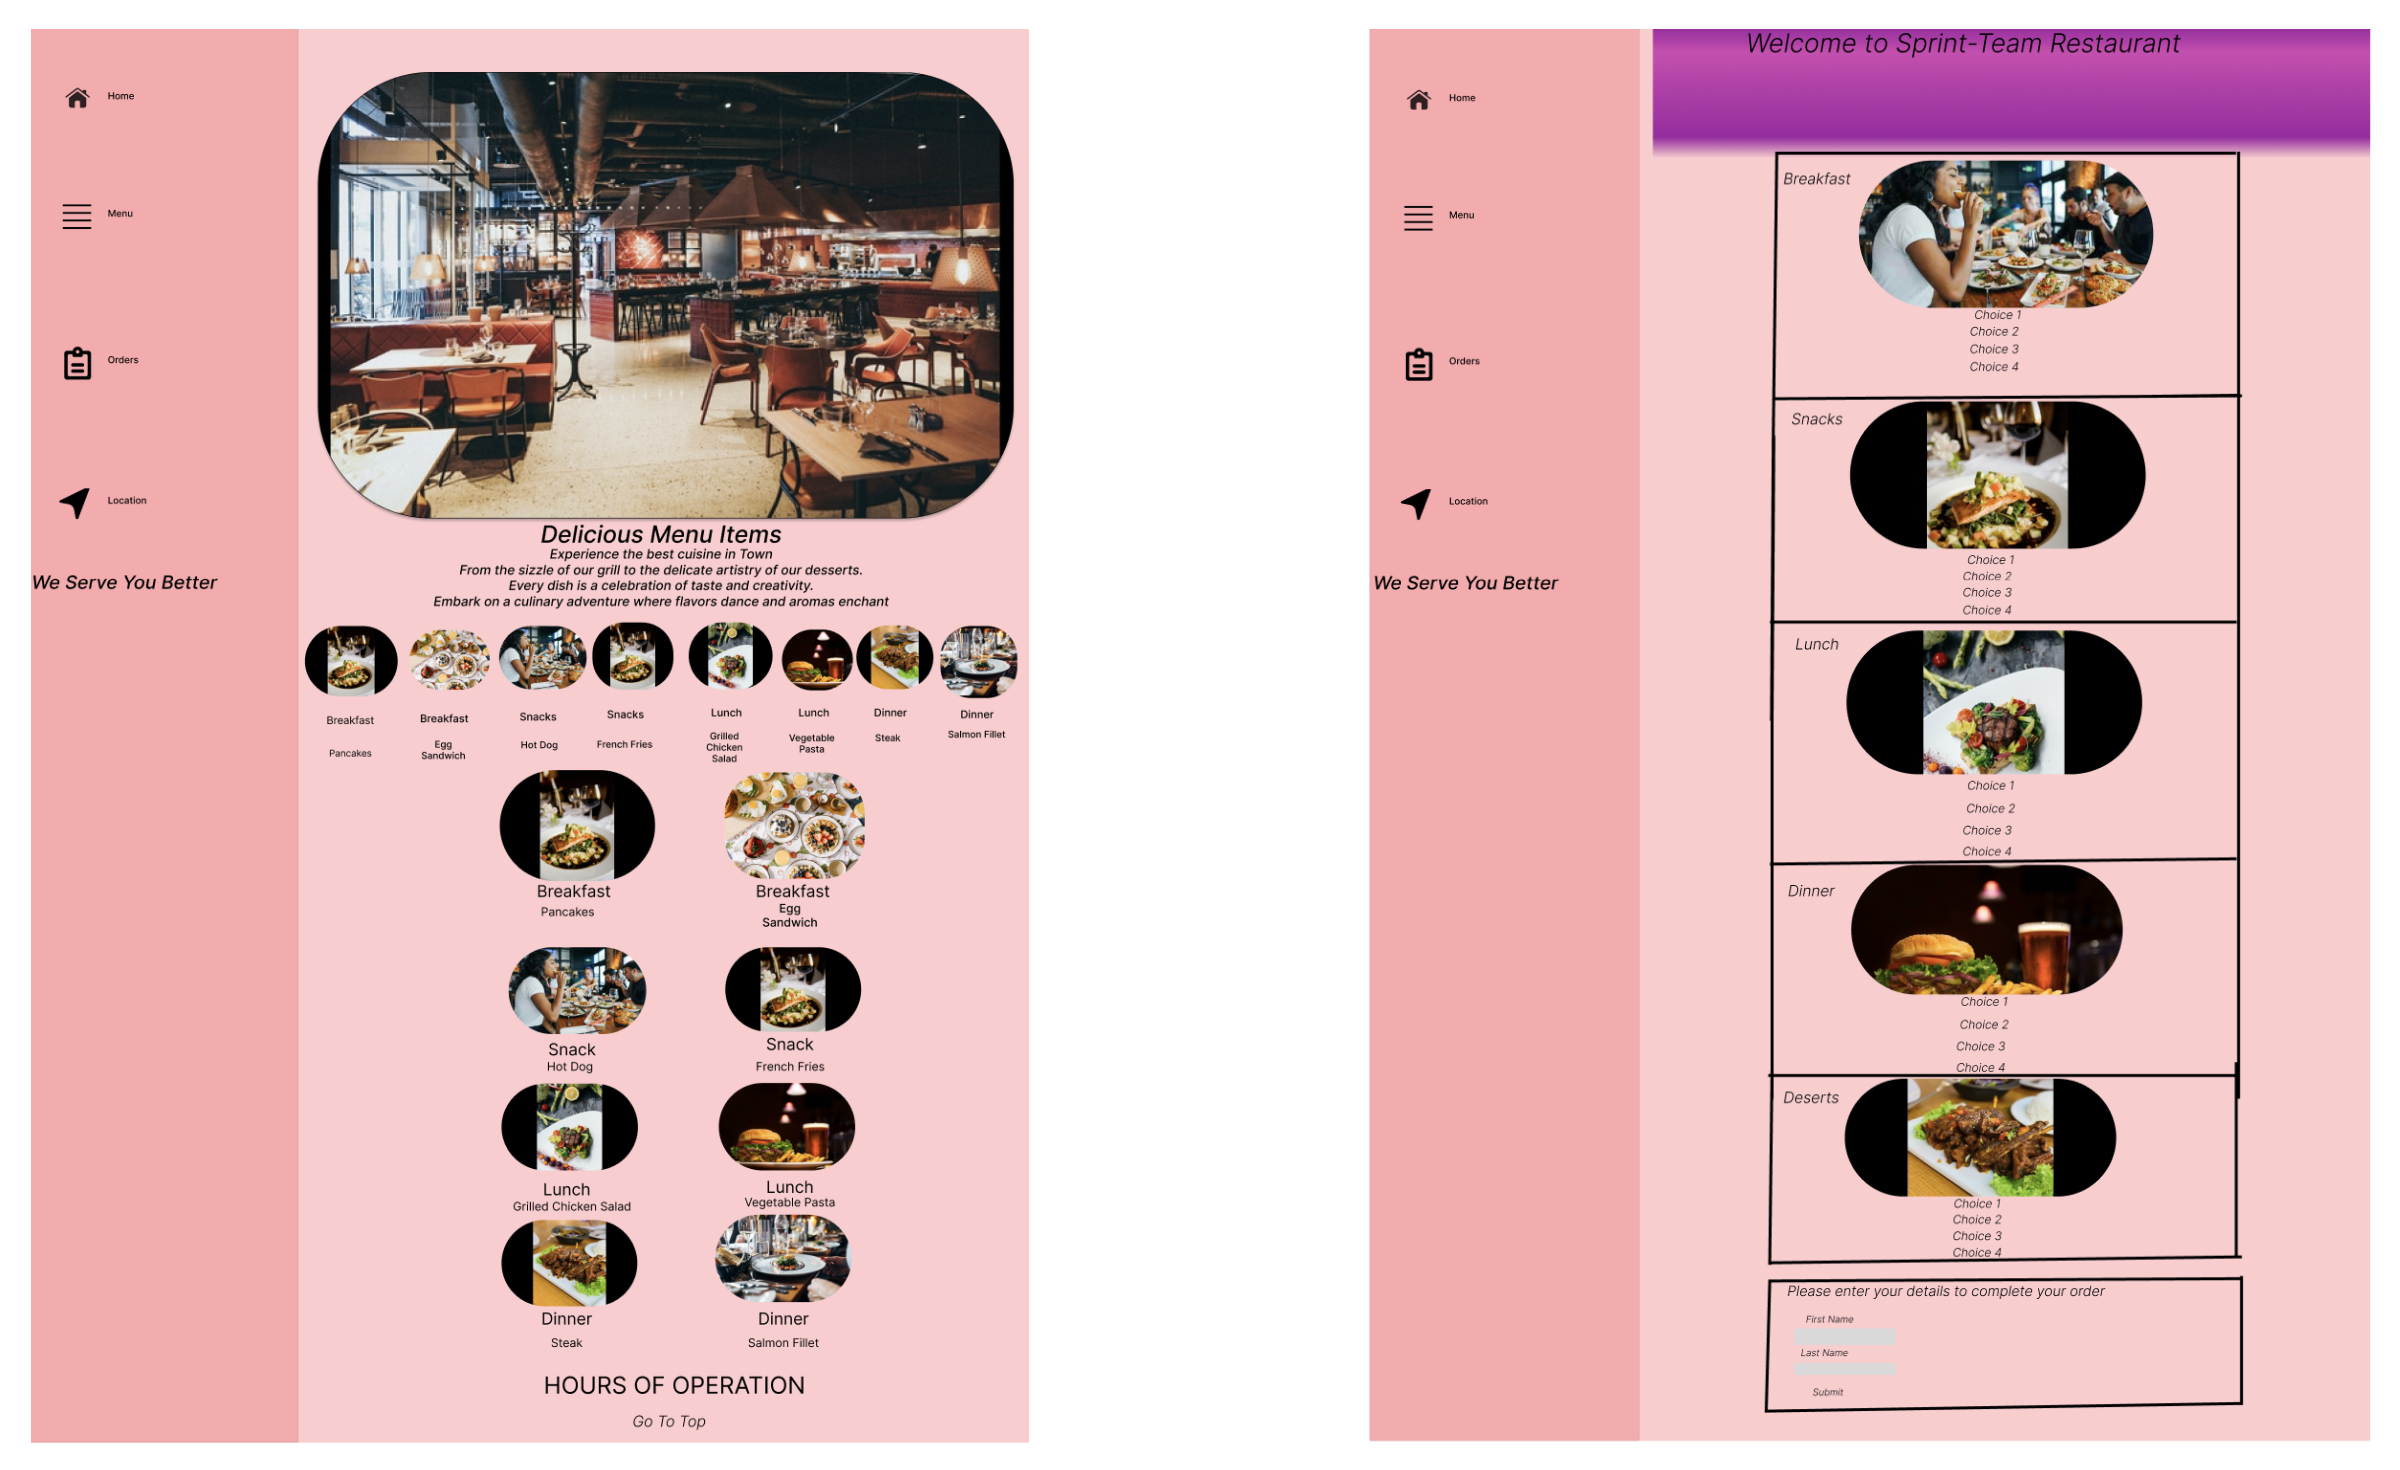 Home
Menu
Orders
Location
We Serve You Better
Delicious Menu Items
Experience the best cuisine in Town
From the sizzle of our grill to the delicate artistry of our desserts.
Every dish is a celebration of taste and creativity.
Embark on a culinary adventure where flavors dance and aromas enchant
Breakfast
Pancakes
Breakfast
Egg
Sandwich
Snacks
Hot Dog
Snacks
French Fries
Lunch
Grilled
Chicken
Salad
Lunch
Vegetable
Pasta
Dinner
Steak
Dinner
Salmon Fillet
Breakfast
Pancakes
Breakfast
Egg
Sandwich
Snack
Hot Dog
Snack
French Fries
Lunch
Grilled Chicken Salad
Lunch
Vegetable Pasta
Dinner
Steak
Dinner
Salmon Fillet
HOURS OF OPERATION
Go To Top
Home
Menu
Orders
Location
We Serve You Better
Welcome to Sprint-Team Restaurant
Breakfast
Choice 1
Choice 2
Choice 3
Choice 4
Snacks
Choice 1
Choice 2
Choice 3
Choice 4
Lunch
Choice 1
Choice 2
Choice 3
Choice 4
Dinner
Choice 1
Choice 2
Choice 3
Choice 4
Deserts
Choice 1
Choice 2
Choice 3
Choice 4
Please enter your details to complete your order
First Name
Last Name
Submit